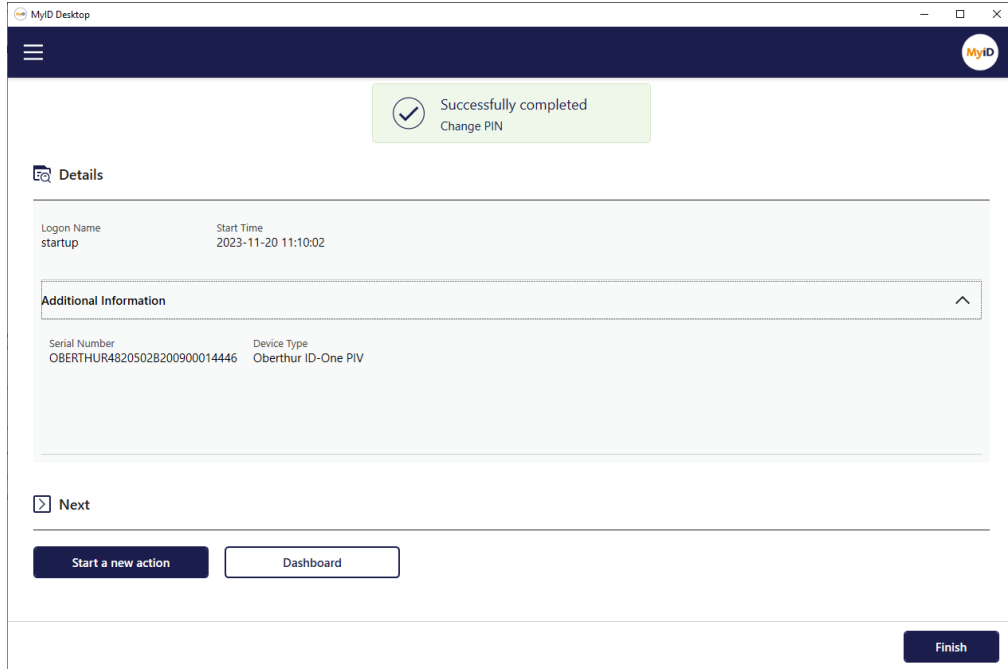 MyID Desktop
MyiD
Successfully completed
Change PIN
Details
Logon Name Start Time
startup 2023-11-20 11:10:02
Additional Information
Serial Number Device Type
OBERTHUR4820502B200900014446 Oberthur ID-One PIV
Next
Start a new action Dashboard
Finish